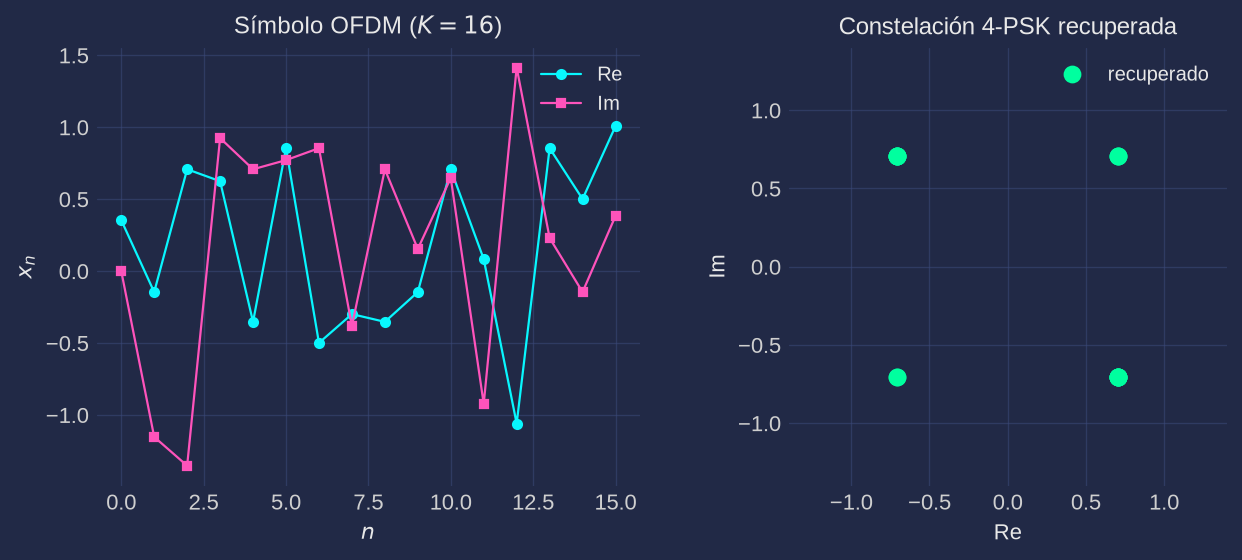 Símbolo OFDM (K = 16)
1.5
1.0
0.5
0.0
−0.5
−1.0
xn
0.0 2.5 5.0 7.5 10.0 12.5 15.0
n
Re
Im
Constelación 4-PSK recuperada
recuperado
1.0
0.5
0.0
−0.5
−1.0
Im
−1.0 −0.5 0.0 0.5 1.0
Re